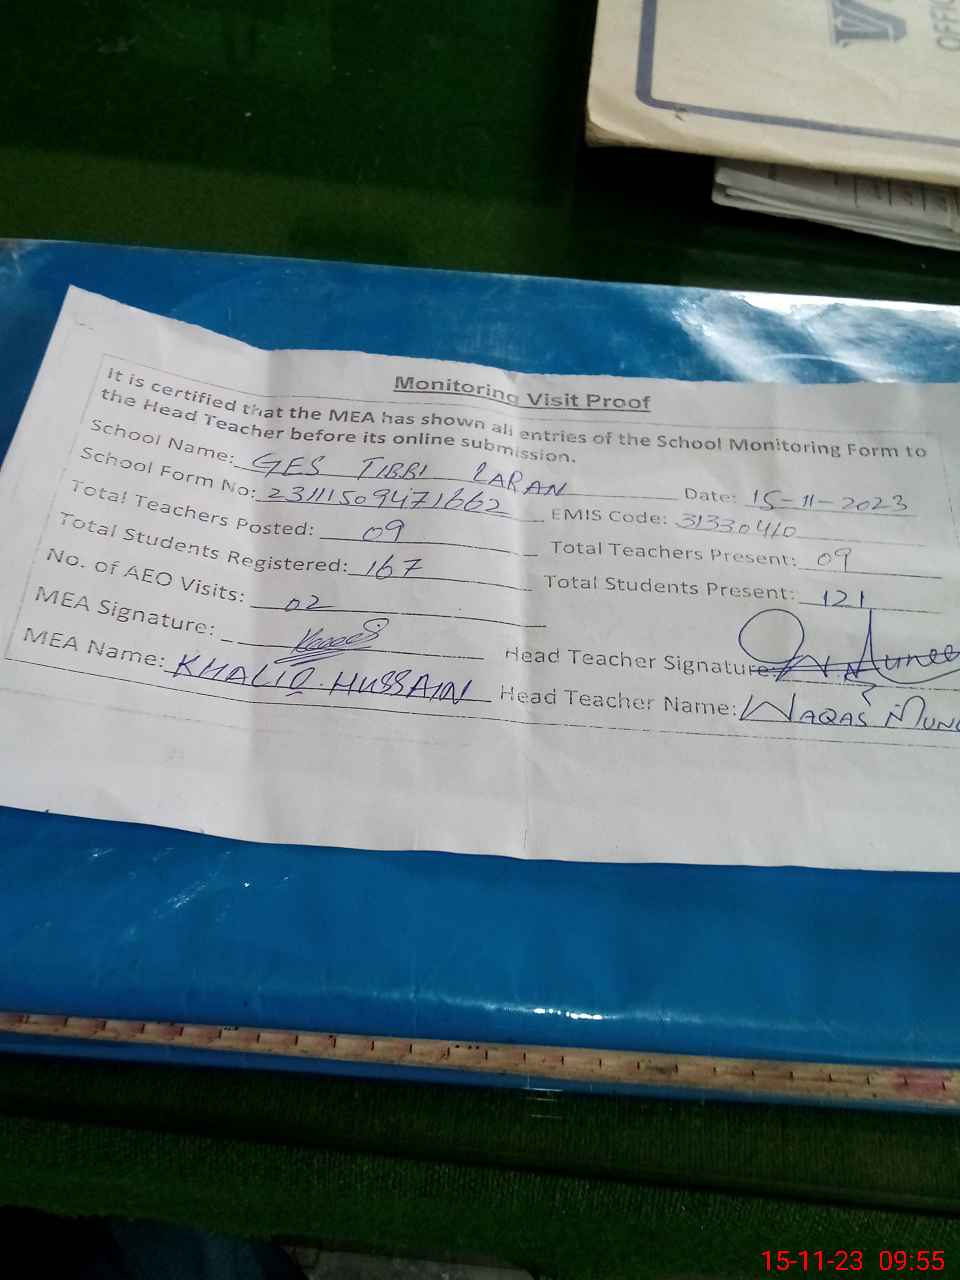 OFFIC
Monitoring Visit Proof
It is certified that the MEA has shown all entries of the School Monitoring Form to
the Head Teacher before its online submission.
School Name: GES TIBBI LARAN Date: 15-11-2023
School Form No: 23111509471662 EMIS Code: 31330410
Total Teachers Posted: 09 Total Teachers Present: 09
Total Students Registered: 167 Total Students Present: 121
No. of AEO Visits: 02
MEA Signature: Head Teacher Signature:
MEA Name: KHALID HUSSAIN Head Teacher Name: WAQAS MUN
15-11-23 09:55